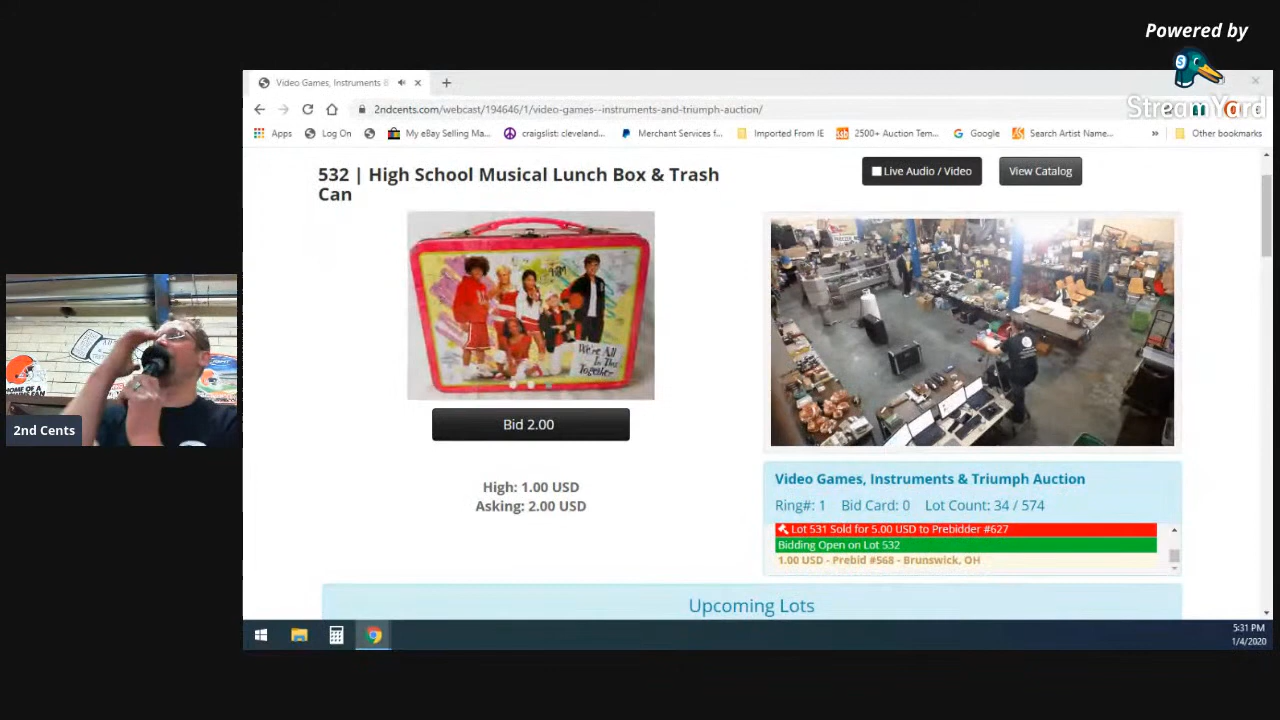 Powered by
StreamYard
Video Games, Instruments &
2ndcents.com/webcast/194646/1/video-games--instruments-and-triumph-auction/
Apps
Log On
My eBay Selling Ma...
craigslist: cleveland...
Merchant Services f...
Imported From IE
2500+ Auction Tem...
Google
Search Artist Name...
»
Other bookmarks
532 | High School Musical Lunch Box & Trash
Can
Live Audio / Video
View Catalog
We're All
In This
Together
Bid 2.00
High: 1.00 USD
Asking: 2.00 USD
Video Games, Instruments & Triumph Auction
Ring#: 1 Bid Card: 0 Lot Count: 34 / 574
Lot 531 Sold for 5.00 USD to Prebidder #627
Bidding Open on Lot 532
1.00 USD - Prebid #568 - Brunswick, OH
Upcoming Lots
HOME OF A
2nd Cents
5:31 PM
1/4/2020